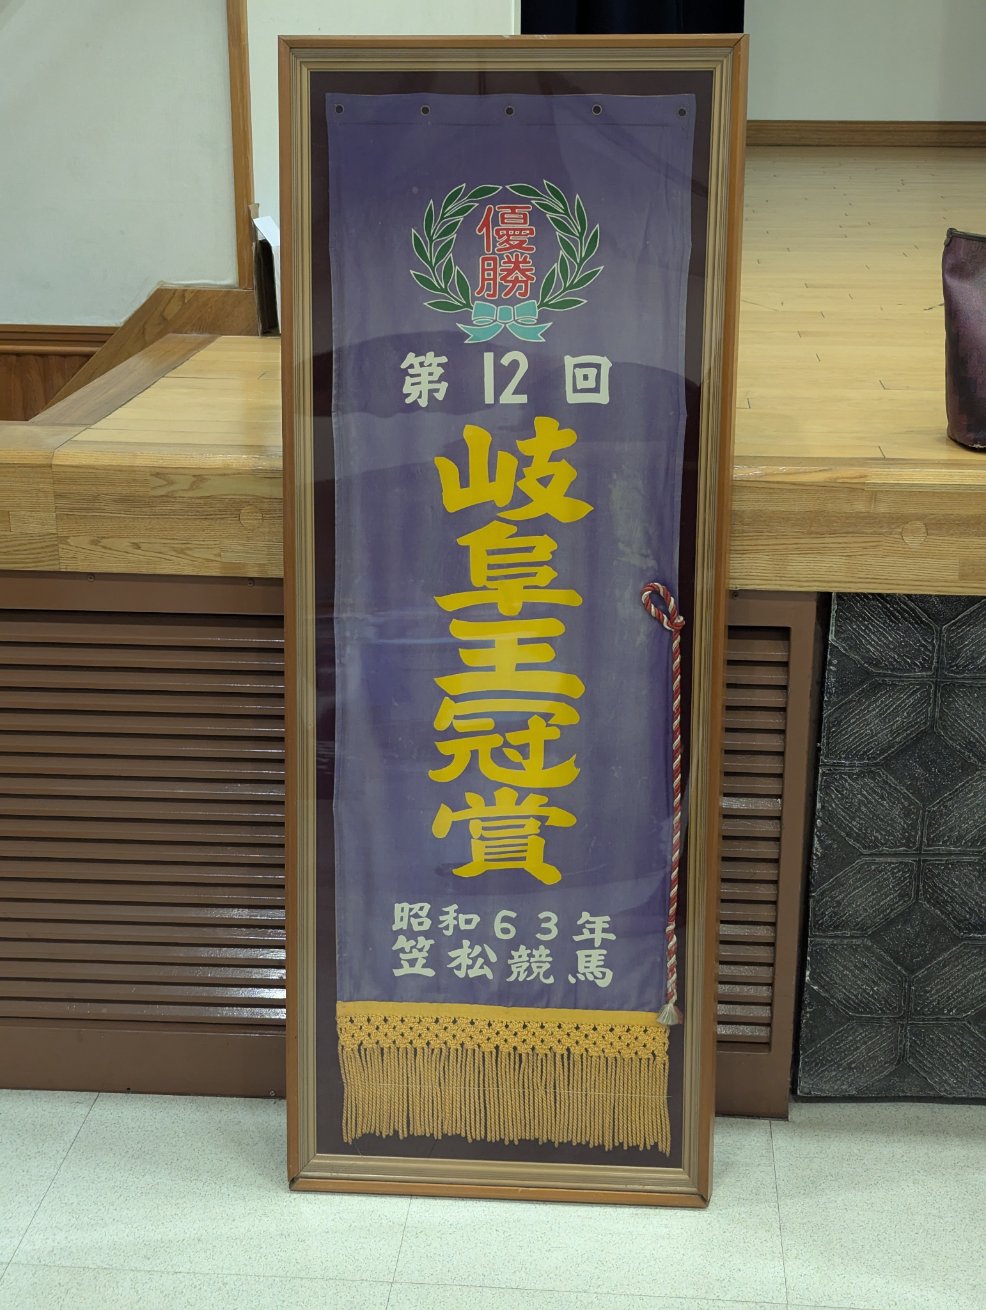 優勝
第12回
岐阜王冠賞
昭和63年
笠松競馬